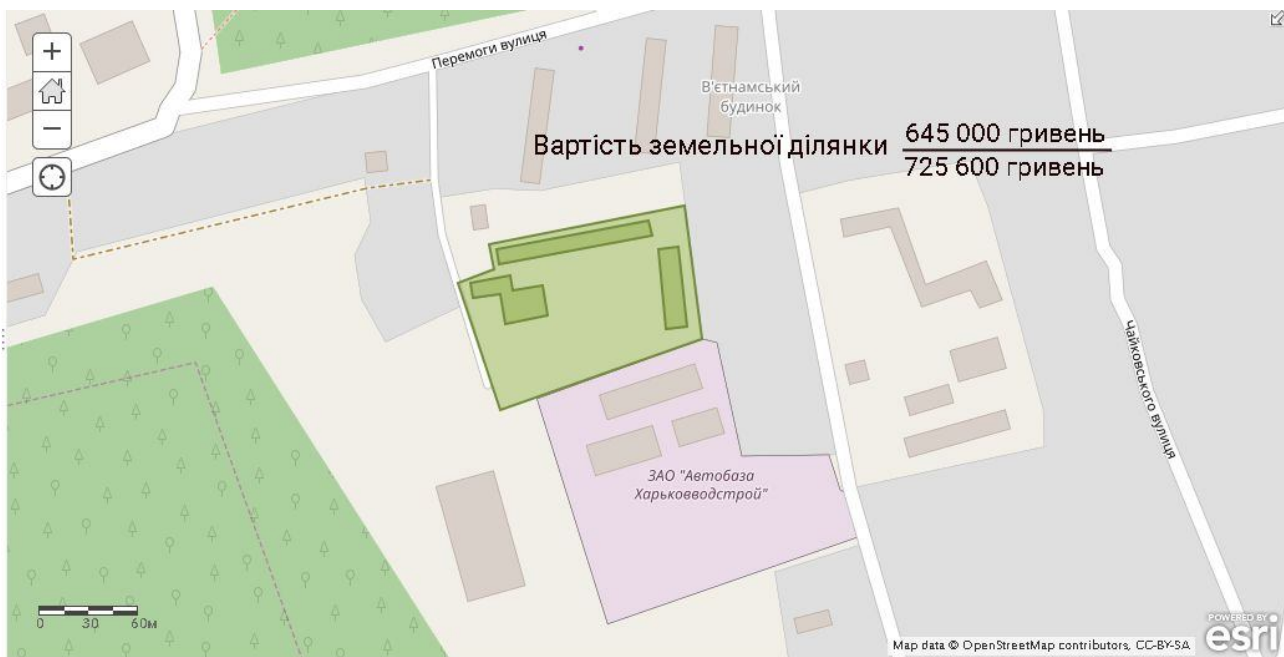 +
Перемоги вулиця
В'єтнамський
будинок
−
Вартість земельної ділянки 645 000 гривень
725 600 гривень
Чайковського вулиця
ЗАО "Автобаза
Харьковводстрой"
0 30 60м
POWERED BY
esri
Map data © OpenStreetMap contributors, CC-BY-SA